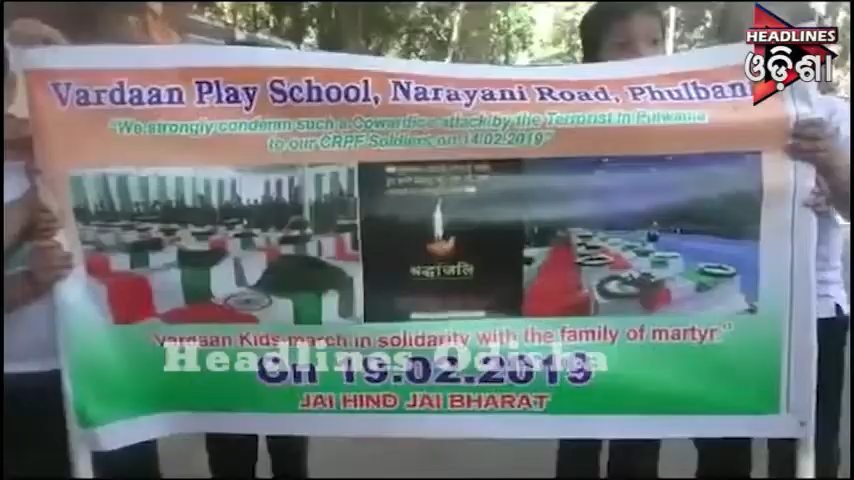 HEADLINES
ଓଡ଼ିଶା
Vardaan Play School, Narayani Road, Phulban
"We strongly condemn such a Cowardice attack by the Terrorist in Pulwama
to our CRPF Soldiers on 14/02.2019"
श्रद्धांजलि
Vardaan Kids march in solidarity with the family of martyr."
Headlines Odisha
On 19.02.2019
JAI HIND JAI BHARAT